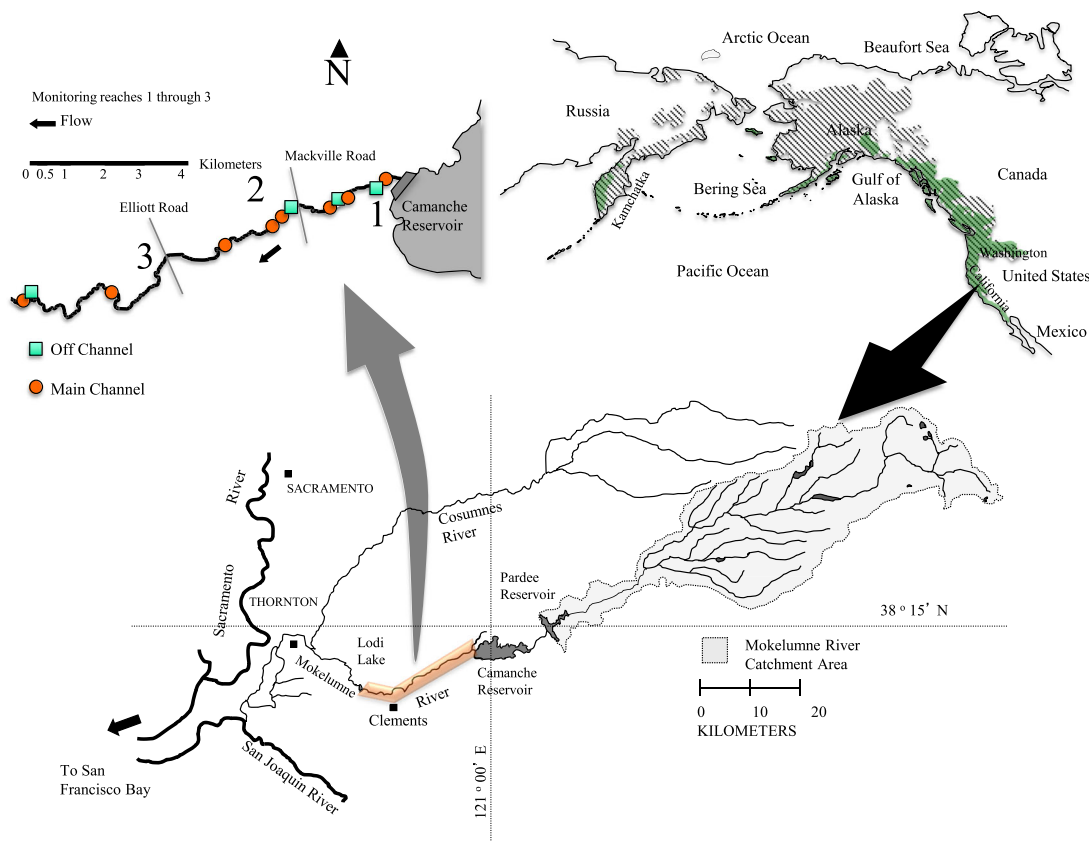 N
Monitoring reaches 1 through 3
Flow
Kilometers
0 0.5 1 2 3 4
Mackville Road
2
1
Elliott Road
3
Camanche
Reservoir
Off Channel
Main Channel
Arctic Ocean
Beaufort Sea
Russia
Alaska
Canada
Kamchatka
Bering Sea
Gulf of
Alaska
Pacific Ocean
Washington
United States
California
Mexico
Sacramento River
SACRAMENTO
Cosumnes
River
THORNTON
Pardee
Reservoir
38 o 15' N
Lodi
Lake
Mokelumne River
Camanche
Reservoir
Clements
Mokelumne River
Catchment Area
0 10 20
KILOMETERS
San Joaquin River
To San
Francisco Bay
121 o 00' E